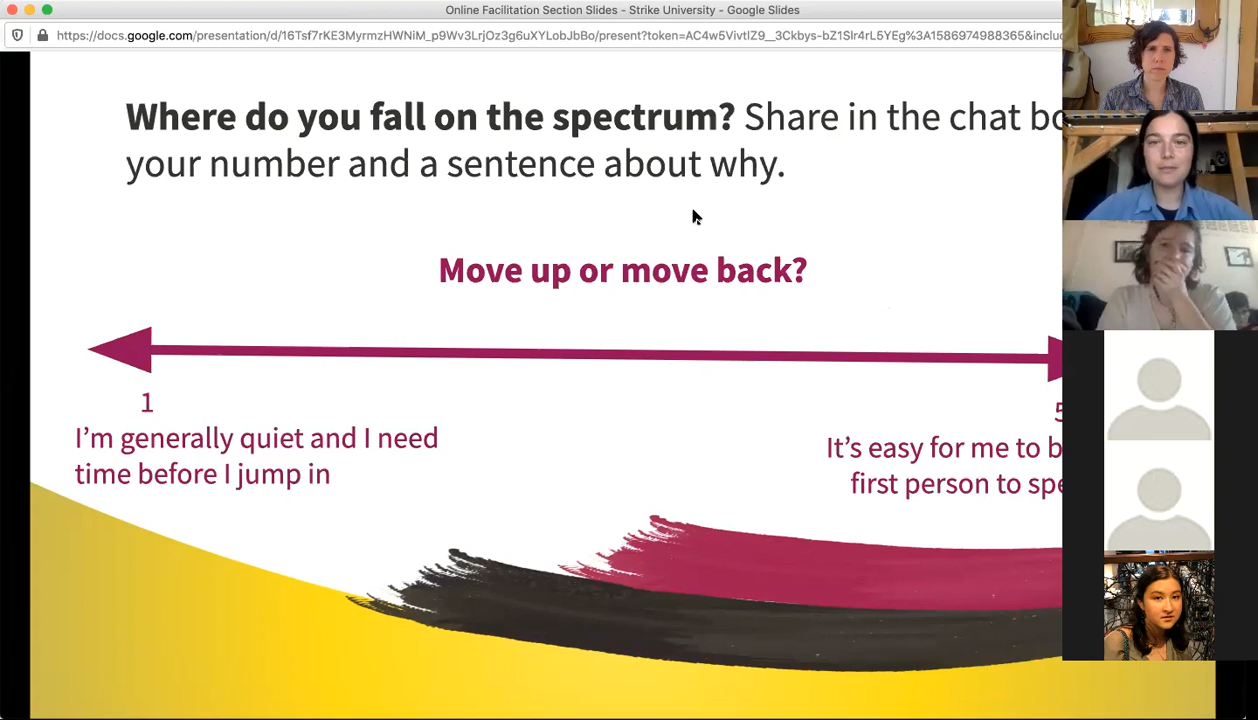 Online Facilitation Section Slides - Strike University - Google Slides
https://docs.google.com/presentation/d/16Tsf7rKE3MyrmzHWNiM_p9Wv3LrjOz3g6uXYLobJbBo/present?token=AC4w5VivtlZ9__3Ckbys-bZ1Slr4rL5YEg%3A1586974988365&inclu
Where do you fall on the spectrum? Share in the chat bo
your number and a sentence about why.
Move up or move back?
1
5
I'm generally quiet and I need
time before I jump in
It's easy for me to b
first person to spe